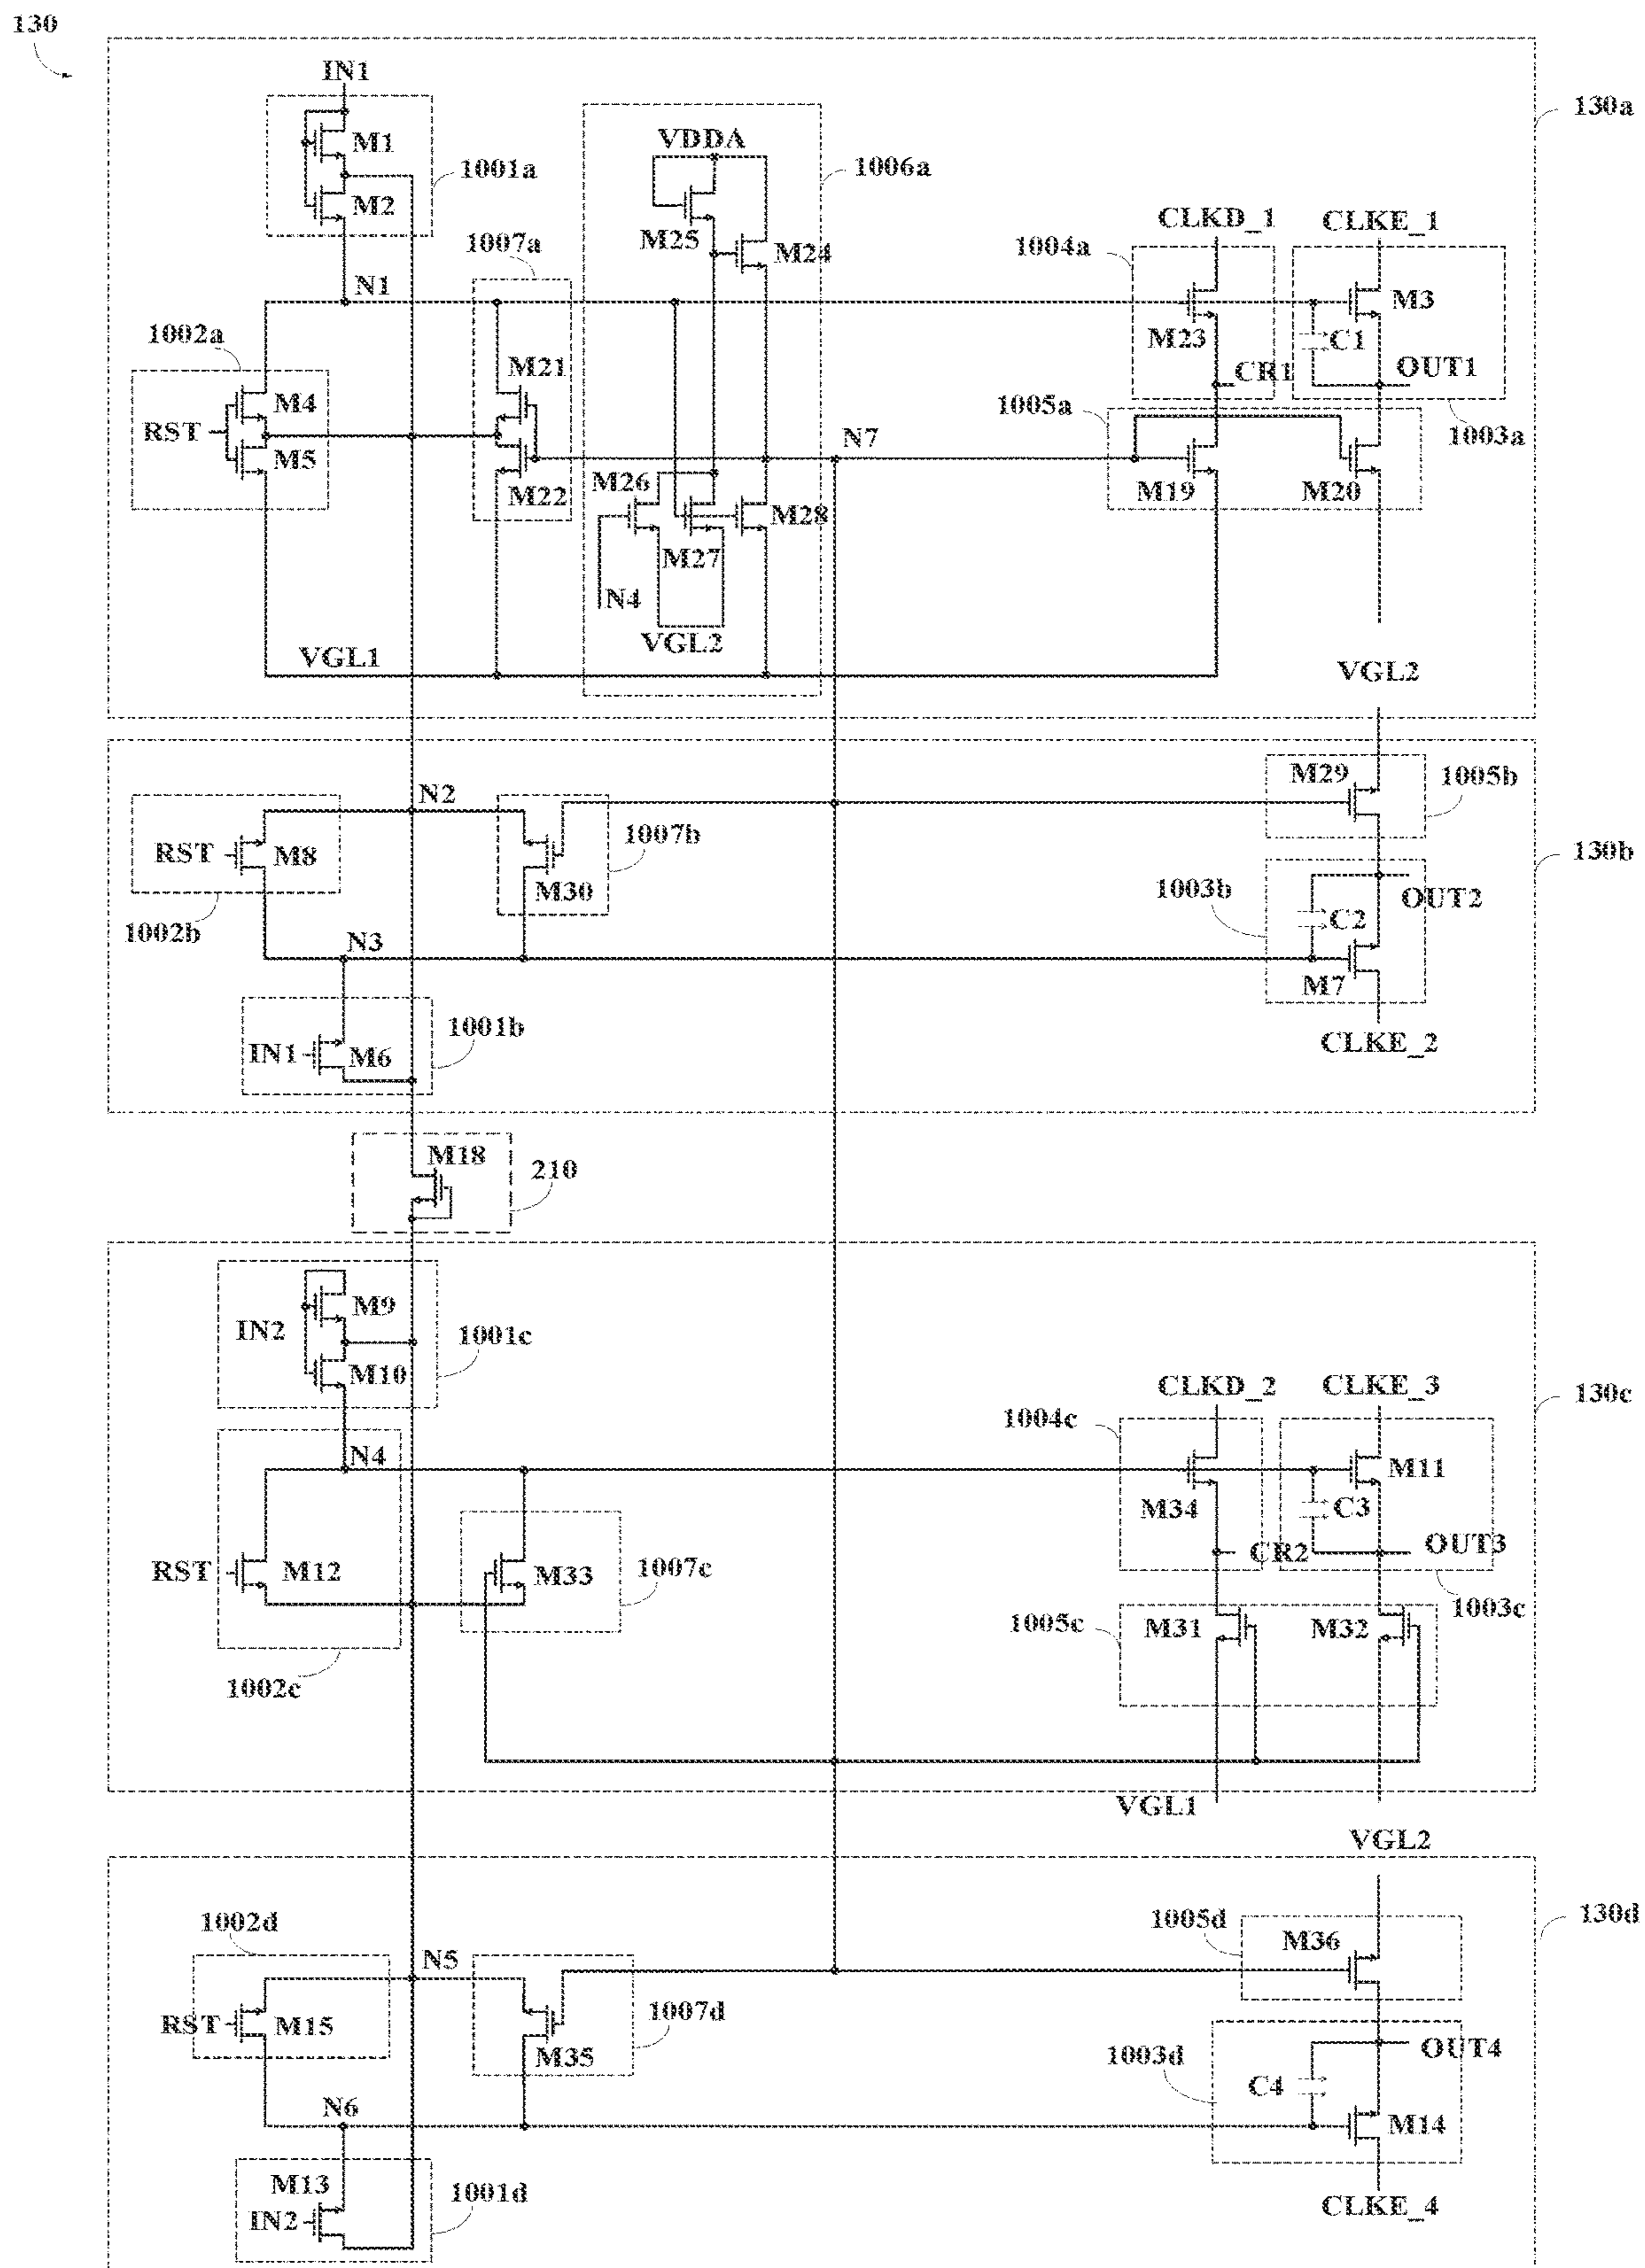 130
130a
IN1
M1
1001a
M2
VDDA
1006a
M25
M24
1007a
CLKD_1
CLKE_1
1004a
N1
M3
M23
C1
1002a
M21
CR1
OUT1
M4
RST
M5
1005a
1003a
N7
M22
M26
M19
M20
M28
M27
N4
VGL2
VGL1
VGL2
M29
1005b
N2
RST
M8
1007b
M30
130b
1002b
1003b
OUT2
C2
N3
M7
1001b
IN1
M6
CLKE_2
M18
210
M9
IN2
1001c
M10
130c
CLKD_2
CLKE_3
1004c
N4
M11
M34
C3
CR2
OUT3
RST
M12
M33
1007c
1003c
1005c
M31
M32
1002c
VGL1
VGL2
1002d
1005d
130d
M36
N5
RST
M15
1007d
M35
OUT4
1003d
C4
N6
M14
M13
1001d
IN2
CLKE_4